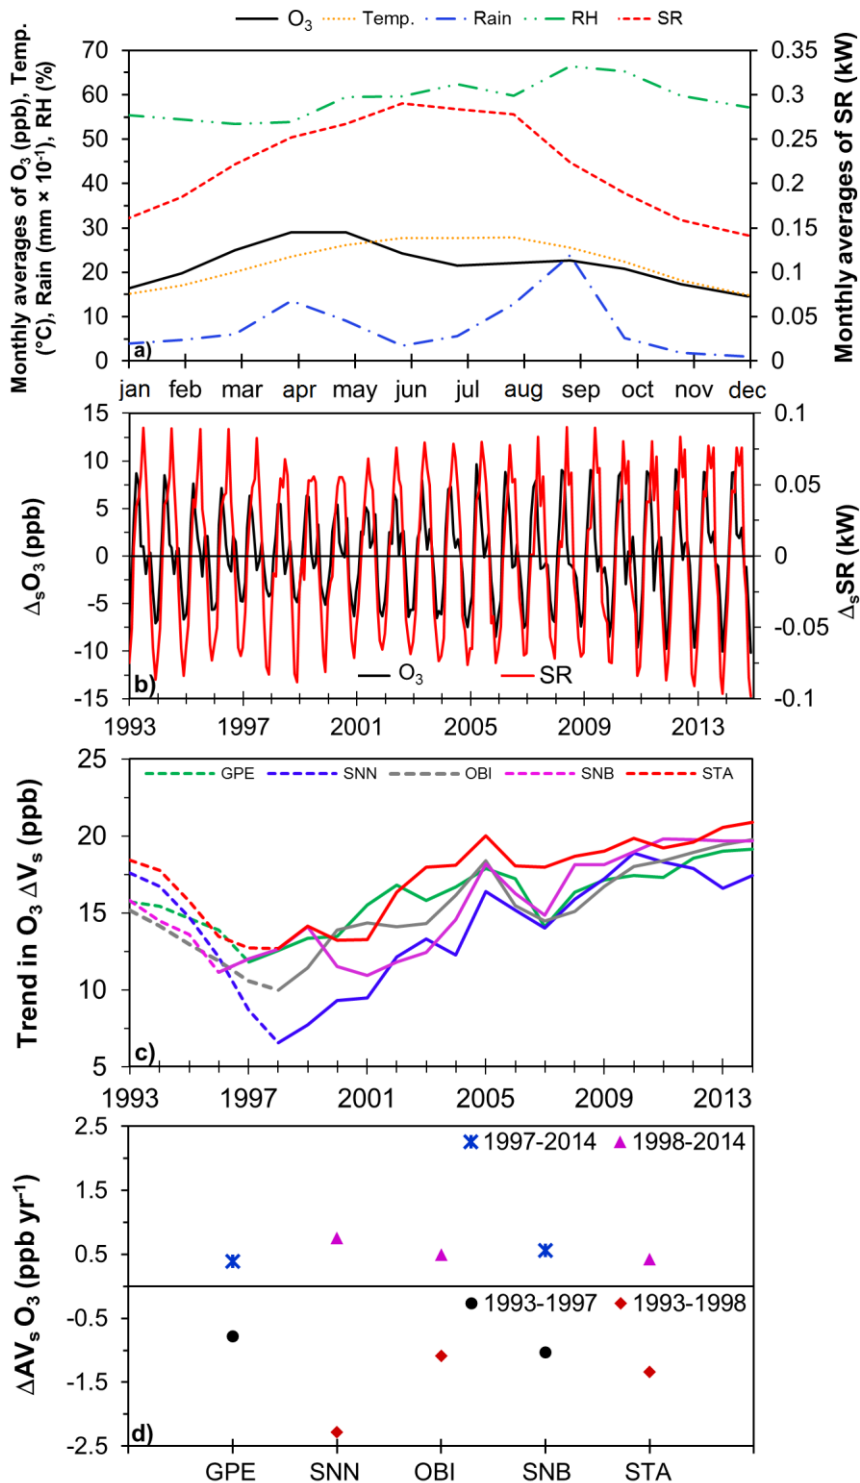 O₃ Temp. Rain RH SR
Monthly averages of O₃ (ppb), Temp. (°C), Rain (mm × 10⁻¹), RH (%)
70 0.35
60 0.3
50 0.25
40 0.2
30 0.15
20 0.1
10 0.05
0 0
Monthly averages of SR (kW)
a)
jan feb mar apr may jun jul aug sep oct nov dec
ΔₛO₃ (ppb)
15 0.1
10
5 0.05
0 0
-5
-10 -0.05
-15 -0.1
ΔₛSR (kW)
b)
O₃ SR
1993 1997 2001 2005 2009 2013
Trend in O₃ ΔVₛ (ppb)
25
GPE SNN OBI SNB STA
20
15
10
5
c)
1993 1997 2001 2005 2009 2013
ΔAVₛ O₃ (ppb yr⁻¹)
2.5
1997-2014 1998-2014
1.5
0.5
-0.5
1993-1997 1993-1998
-1.5
-2.5
d)
GPE SNN OBI SNB STA